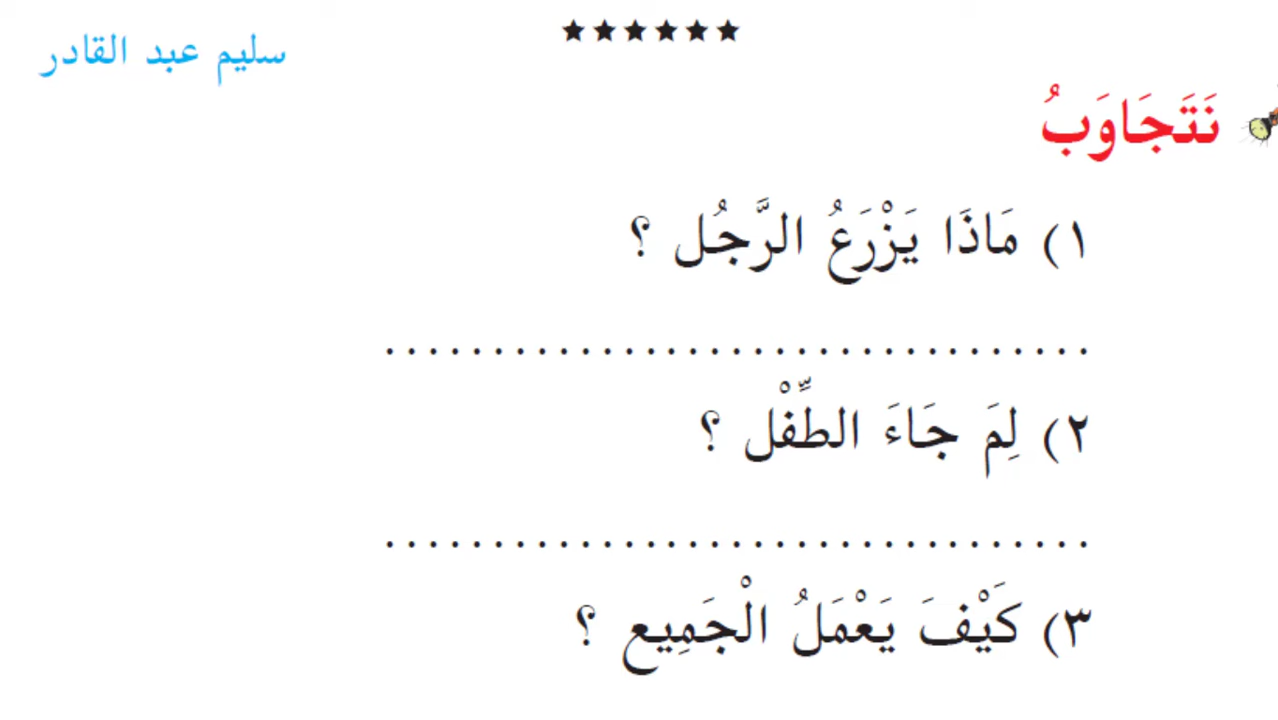 ★★★★★★
سليم عبد القادر
نَتَجَاوَبُ
١) مَاذَا يَزْرَعُ الرَّجُل ؟
.................................
٢) لِمَ جَاءَ الطِّفْل ؟
.................................
٣) كَيْفَ يَعْمَلُ الْجَمِيع ؟